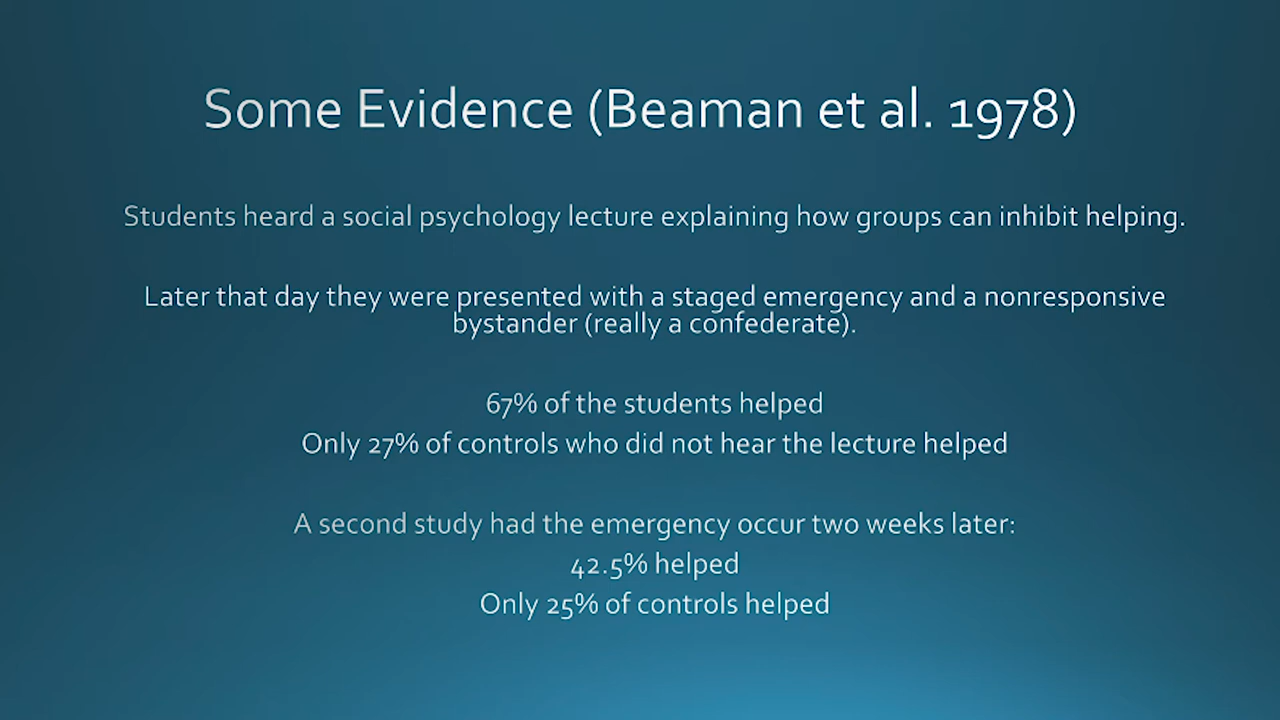 Some Evidence (Beaman et al. 1978)
Students heard a social psychology lecture explaining how groups can inhibit helping.
Later that day they were presented with a staged emergency and a nonresponsive
bystander (really a confederate).
67% of the students helped
Only 27% of controls who did not hear the lecture helped
A second study had the emergency occur two weeks later:
42.5% helped
Only 25% of controls helped